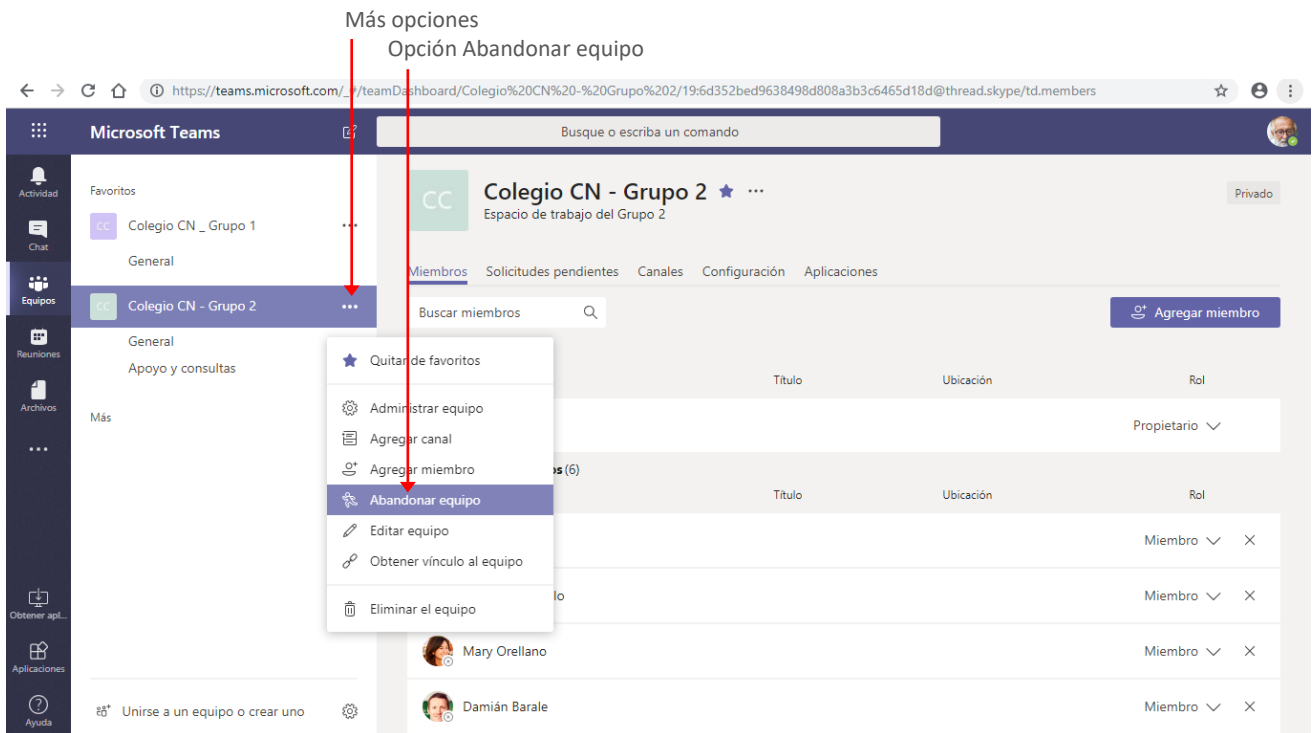 Más opciones
Opción Abandonar equipo
https://teams.microsoft.com/_#/teamDashboard/Colegio%20CN%20-%20Grupo%202/19:6d352bed9638498d808a3b3c6465d18d@thread.skype/td.members
Microsoft Teams
Busque o escriba un comando
Actividad
Chat
Equipos
Reuniones
Archivos
Obtener apl...
Aplicaciones
Ayuda
Favoritos
CC Colegio CN _ Grupo 1 ...
General
CC Colegio CN - Grupo 2 ...
General
Apoyo y consultas
Más
Unirse a un equipo o crear uno
CC
Colegio CN - Grupo 2 ...
Espacio de trabajo del Grupo 2
Privado
Miembros Solicitudes pendientes Canales Configuración Aplicaciones
Buscar miembros
Agregar miembro
Quitar de favoritos
Administrar equipo
Agregar canal
Agregar miembro
Abandonar equipo
Editar equipo
Obtener vínculo al equipo
Eliminar el equipo
Título Ubicación Rol
Propietario
(6)
Título Ubicación Rol
Miembro
Miembro
Mary Orellano Miembro
Damián Barale Miembro